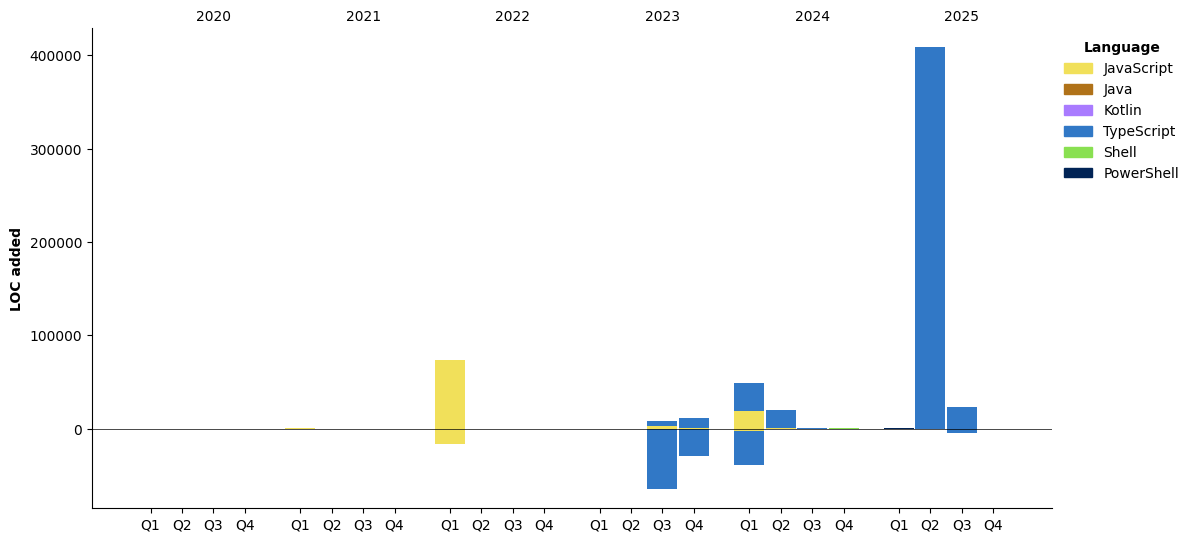 2020 2021 2022 2023 2024 2025
Language
JavaScript
Java
Kotlin
TypeScript
Shell
PowerShell
LOC added
400000
300000
200000
100000
0
Q1 Q2 Q3 Q4 Q1 Q2 Q3 Q4 Q1 Q2 Q3 Q4 Q1 Q2 Q3 Q4 Q1 Q2 Q3 Q4 Q1 Q2 Q3 Q4